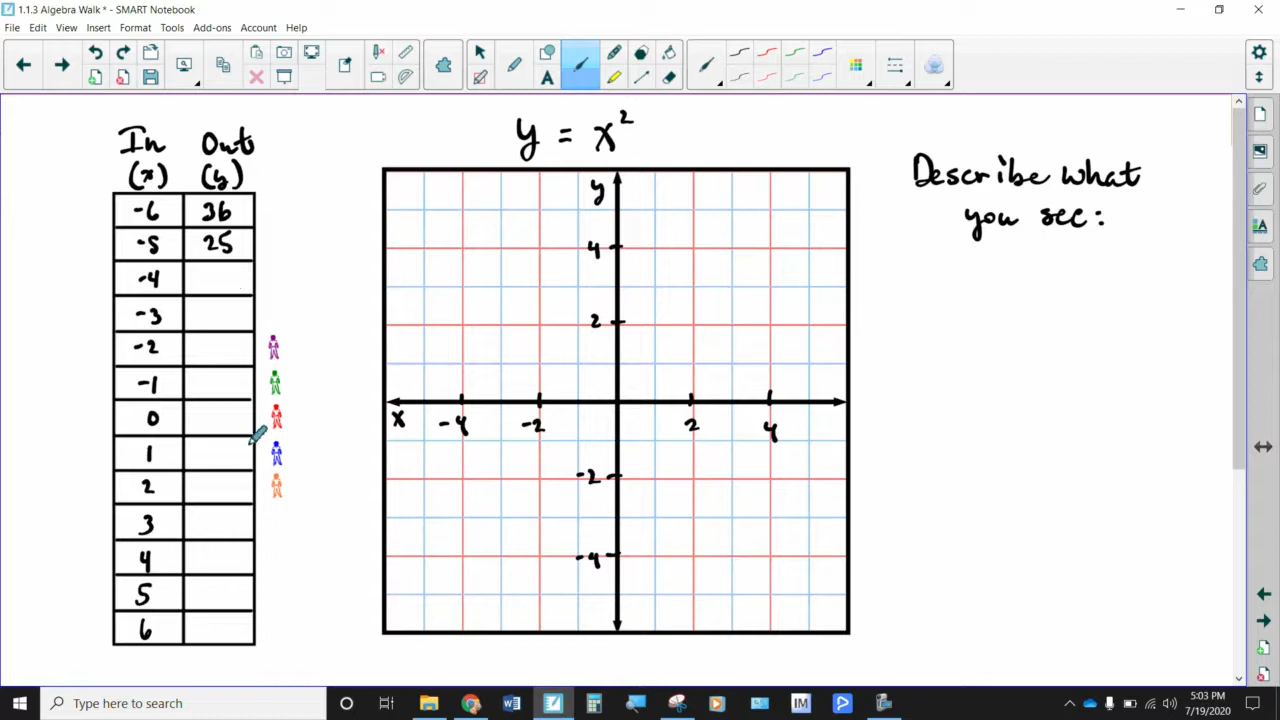 1.1.3 Algebra Walk * - SMART Notebook
File Edit View Insert Format Tools Add-ons Account Help
y = x²
In Out
(x) (y)
-6 36
-5 25
-4
-3
-2
-1
0
1
2
3
4
5
6
y
4
2
x -4 -2 2 4
-2
-4
Describe what
you see:
Type here to search
5:03 PM
7/19/2020